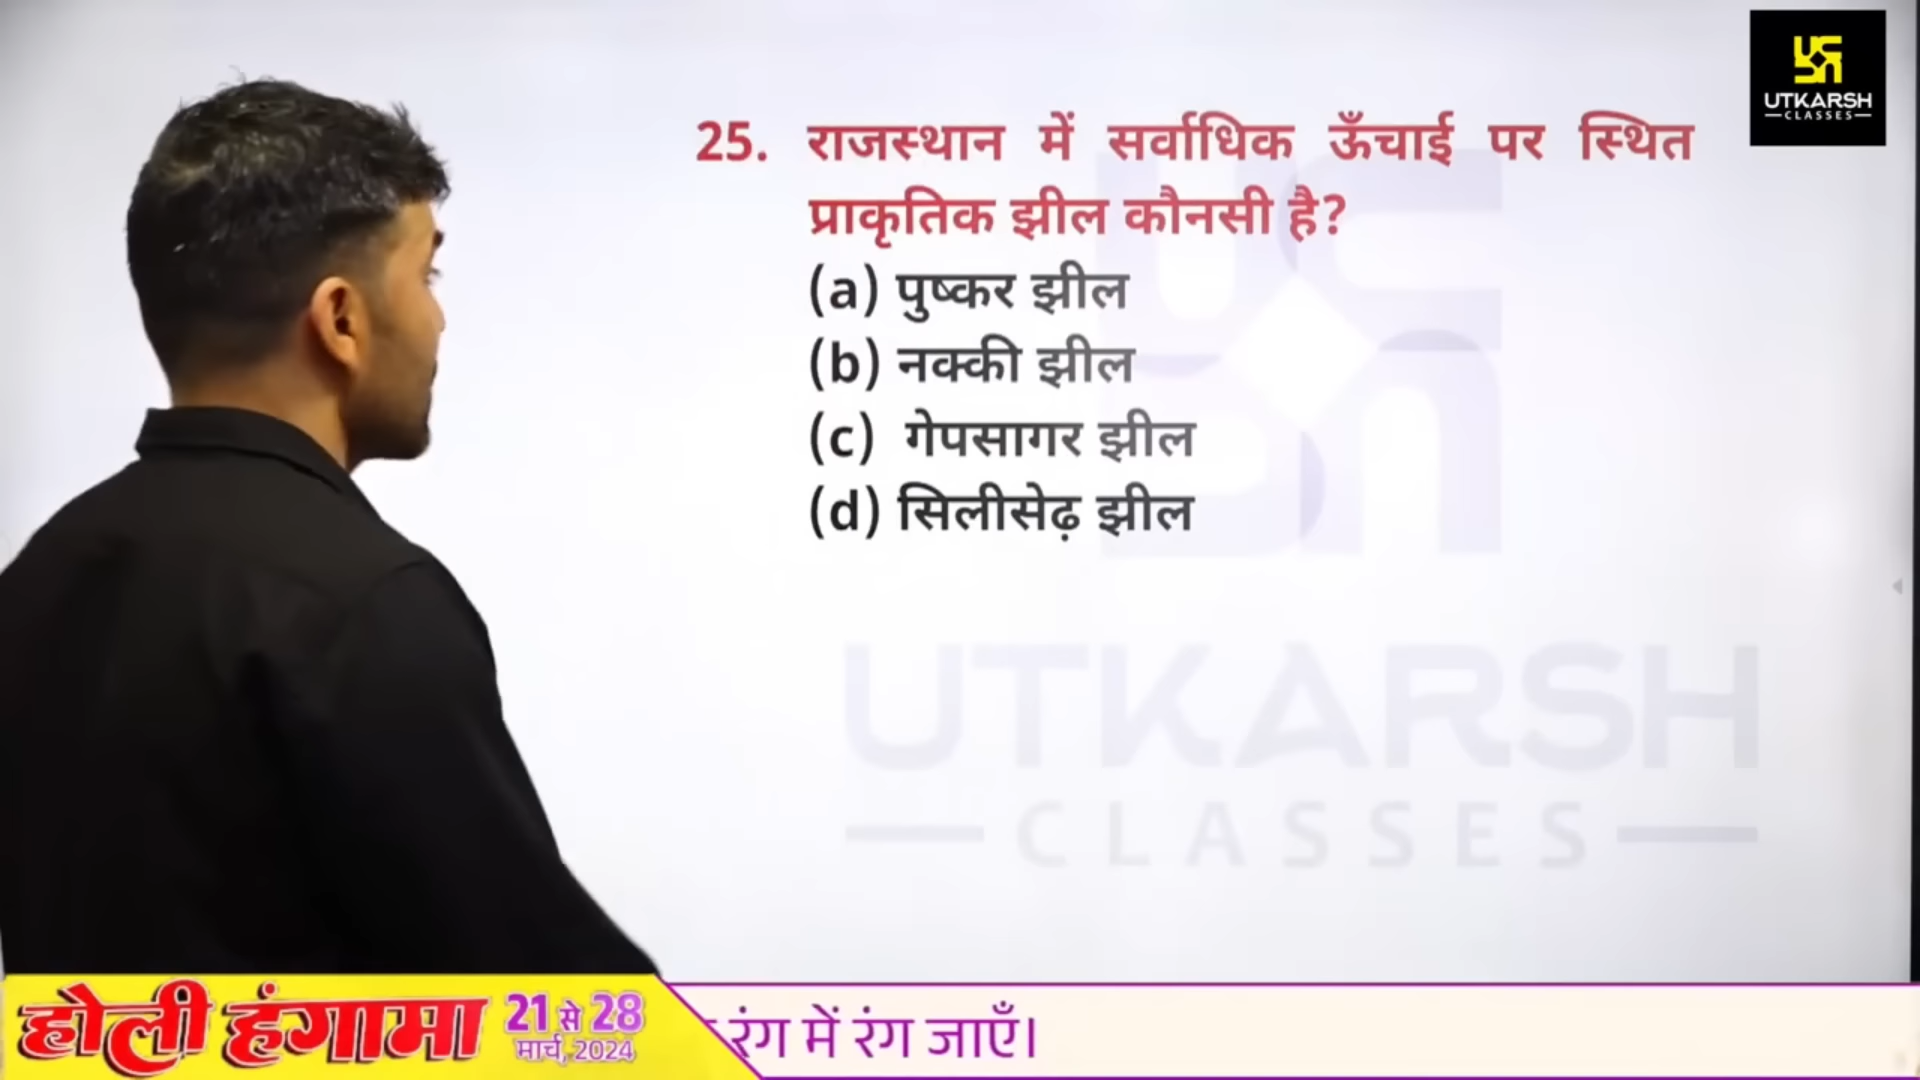 UTKARSH
CLASSES
25. राजस्थान में सर्वाधिक ऊँचाई पर स्थित
प्राकृतिक झील कौनसी है?
(a) पुष्कर झील
(b) नक्की झील
(c) गेपसागर झील
(d) सिलीसेढ़ झील
UTKARSH
CLASSES
होली हंगामा 21 से 28
मार्च, 2024
रंग में रंग जाएँ।